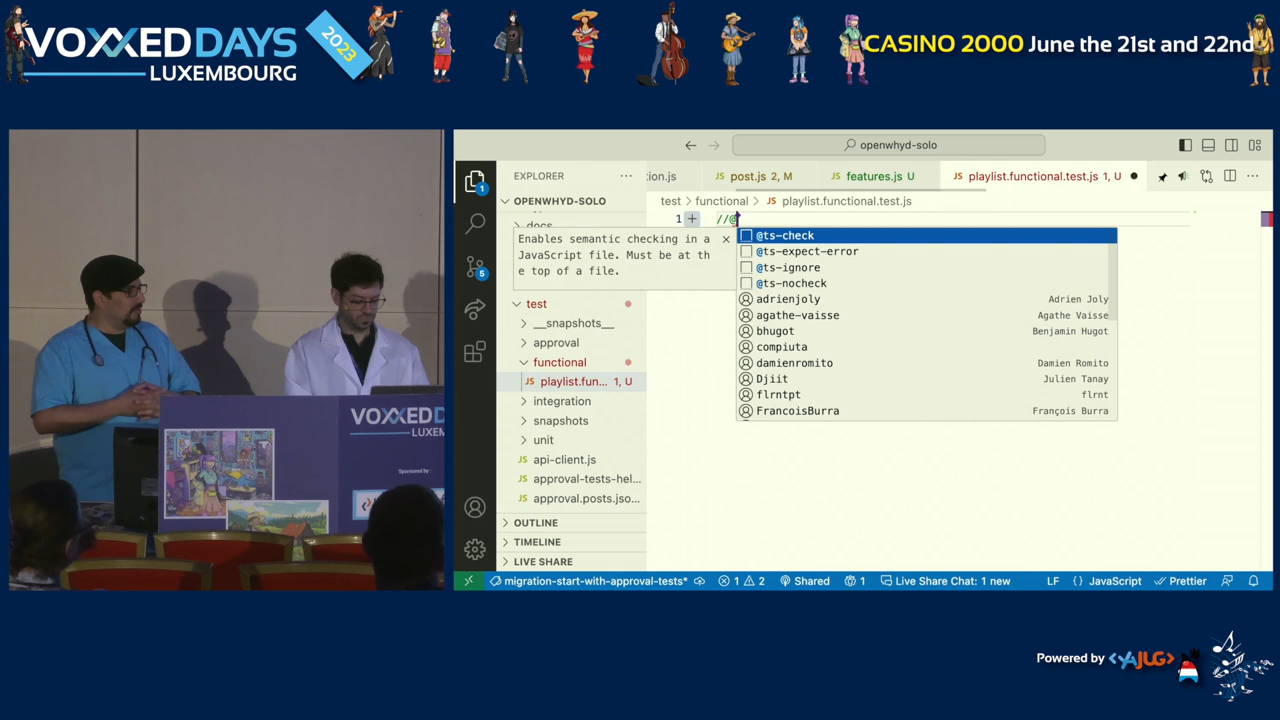 VOXXED DAYS
LUXEMBOURG
2023
CASINO 2000 June the 21st and 22nd
openwhyd-solo
EXPLORER
tion.js
post.js 2, M
features.js U
playlist.functional.test.js 1, U
OPENWHYD-SOLO
test > functional > playlist.functional.test.js
docs
1
//@
Enables semantic checking in a
JavaScript file. Must be at th
e top of a file.
@ts-check
@ts-expect-error
@ts-ignore
@ts-nocheck
adrienjoly Adrien Joly
agathe-vaisse Agathe Vaisse
bhugot Benjamin Hugot
compiuta
damienromito Damien Romito
Djiit Julien Tanay
flrntpt flrnt
FrancoisBurra François Burra
test
__snapshots__
approval
functional
playlist.fun... 1, U
integration
snapshots
unit
api-client.js
approval-tests-hel...
approval.posts.jso...
OUTLINE
TIMELINE
LIVE SHARE
1
5
migration-start-with-approval-tests* 1 2 Shared 1 Live Share Chat: 1 new LF {} JavaScript Prettier
VOXXED D
LUXEM
Sponsored by :
Powered by <YAJUG>